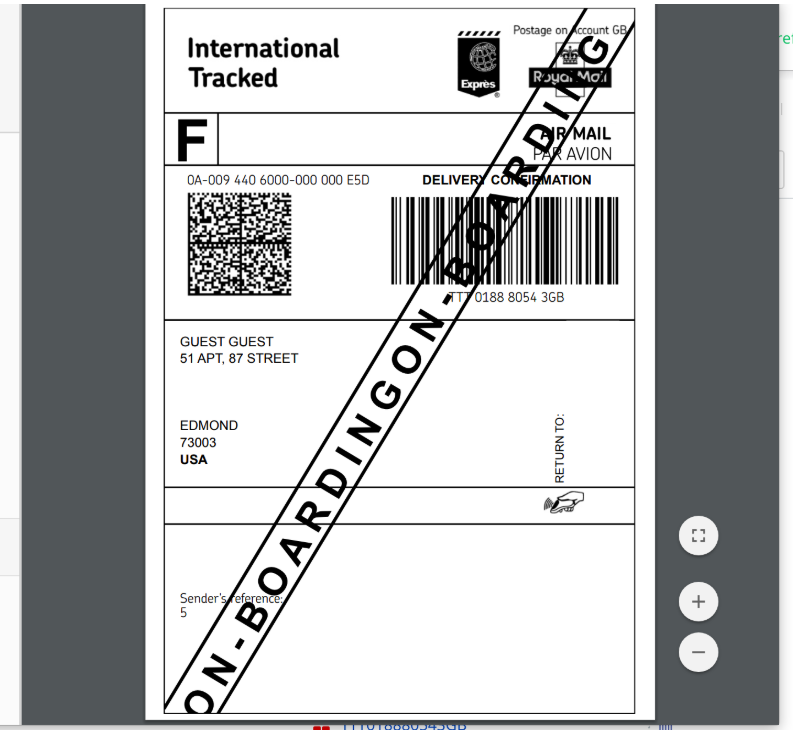 International
Tracked
Exprès
®
Postage on Account GB
Royal Mail
F
AIR MAIL
PAR AVION
0A-009 440 6000-000 000 E5D
DELIVERY CONFIRMATION
TTT 0188 8054 3GB
GUEST GUEST
51 APT, 87 STREET
EDMOND
73003
USA
RETURN TO:
Sender's reference:
5
ON-BOARDINGON-BOARDING